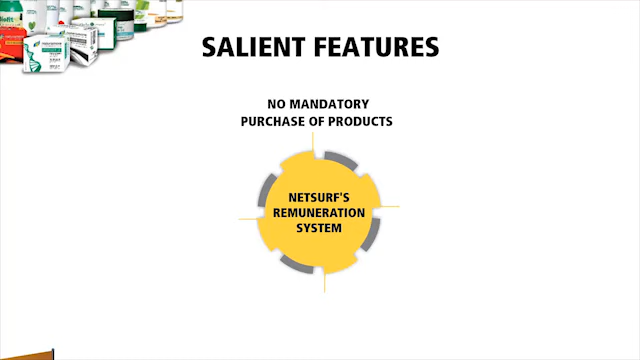 SALIENT FEATURES
NO MANDATORY
PURCHASE OF PRODUCTS
NETSURF'S
REMUNERATION
SYSTEM